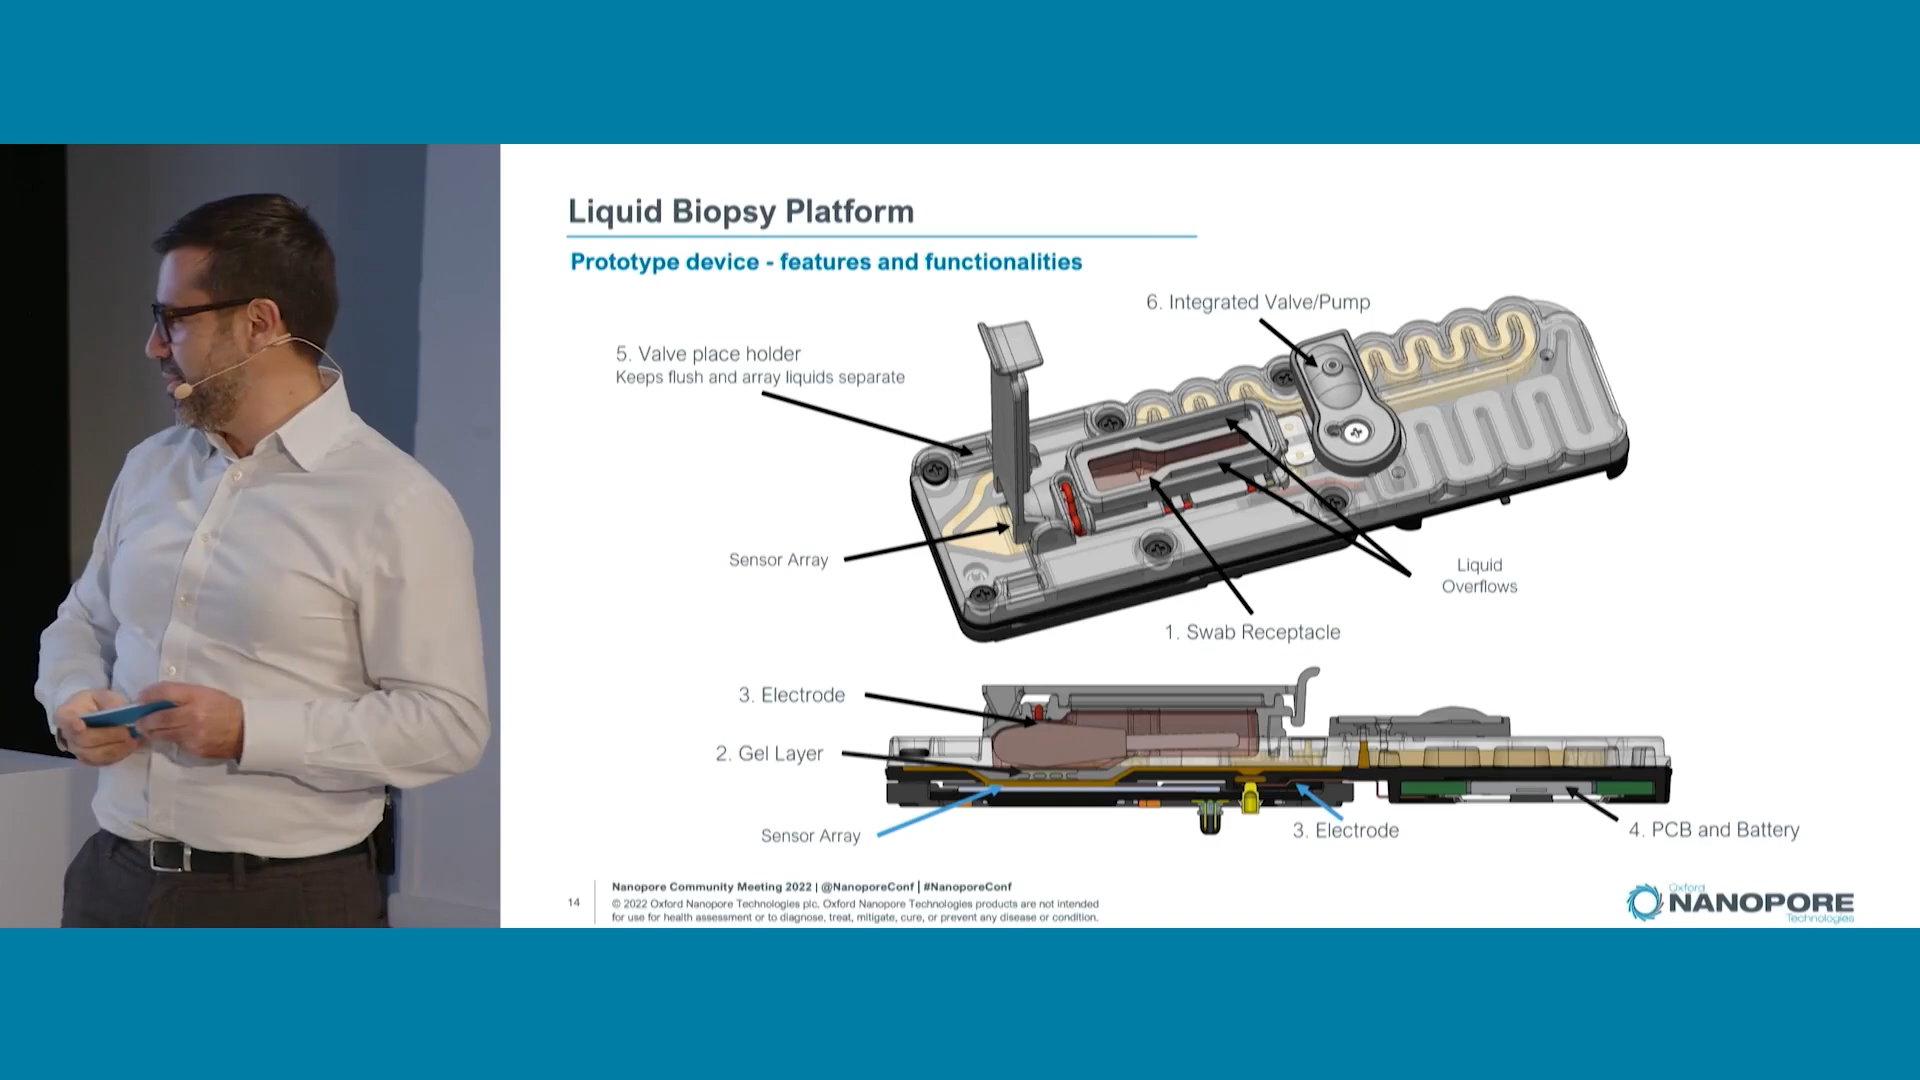 Liquid Biopsy Platform
Prototype device - features and functionalities
6. Integrated Valve/Pump
5. Valve place holder
Keeps flush and array liquids separate
Sensor Array
Liquid
Overflows
1. Swab Receptacle
3. Electrode
2. Gel Layer
Sensor Array
3. Electrode
4. PCB and Battery
14
Nanopore Community Meeting 2022 | @NanoporeConf | #NanoporeConf
© 2022 Oxford Nanopore Technologies plc. Oxford Nanopore Technologies products are not intended
for use for health assessment or to diagnose, treat, mitigate, cure, or prevent any disease or condition.
Oxford
NANOPORE
Technologies